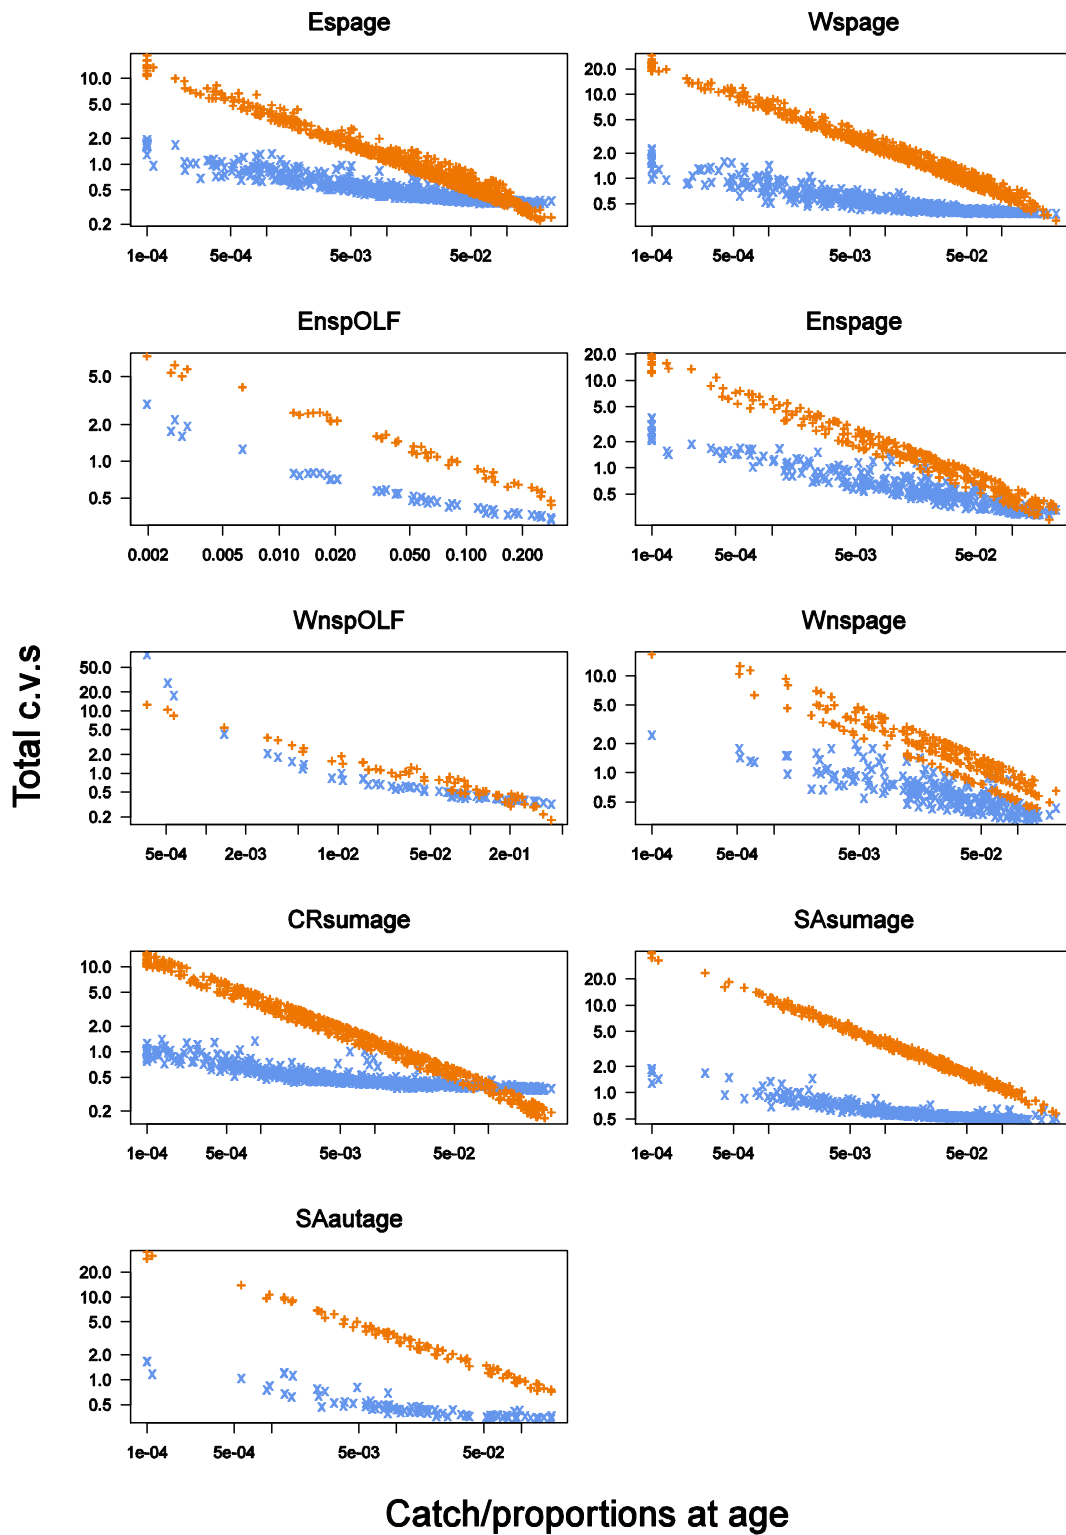 Espage Wspage
10.0 5.0 2.0 1.0 0.5 0.2
20.0 10.0 5.0 2.0 1.0 0.5
1e-04 5e-04 5e-03 5e-02
1e-04 5e-04 5e-03 5e-02
EnspOLF Enspage
5.0 2.0 1.0 0.5
20.0 10.0 5.0 2.0 1.0 0.5
0.002 0.005 0.010 0.020 0.050 0.100 0.200
1e-04 5e-04 5e-03 5e-02
WnspOLF Wnspage
50.0 20.0 10.0 5.0 2.0 1.0 0.5 0.2
10.0 5.0 2.0 1.0 0.5
5e-04 2e-03 1e-02 5e-02 2e-01
1e-04 5e-04 5e-03 5e-02
Total c.v.s
CRsumage SAsumage
10.0 5.0 2.0 1.0 0.5 0.2
20.0 10.0 5.0 2.0 1.0 0.5
1e-04 5e-04 5e-03 5e-02
1e-04 5e-04 5e-03 5e-02
SAautage
20.0 10.0 5.0 2.0 1.0 0.5
1e-04 5e-04 5e-03 5e-02
Catch/proportions at age